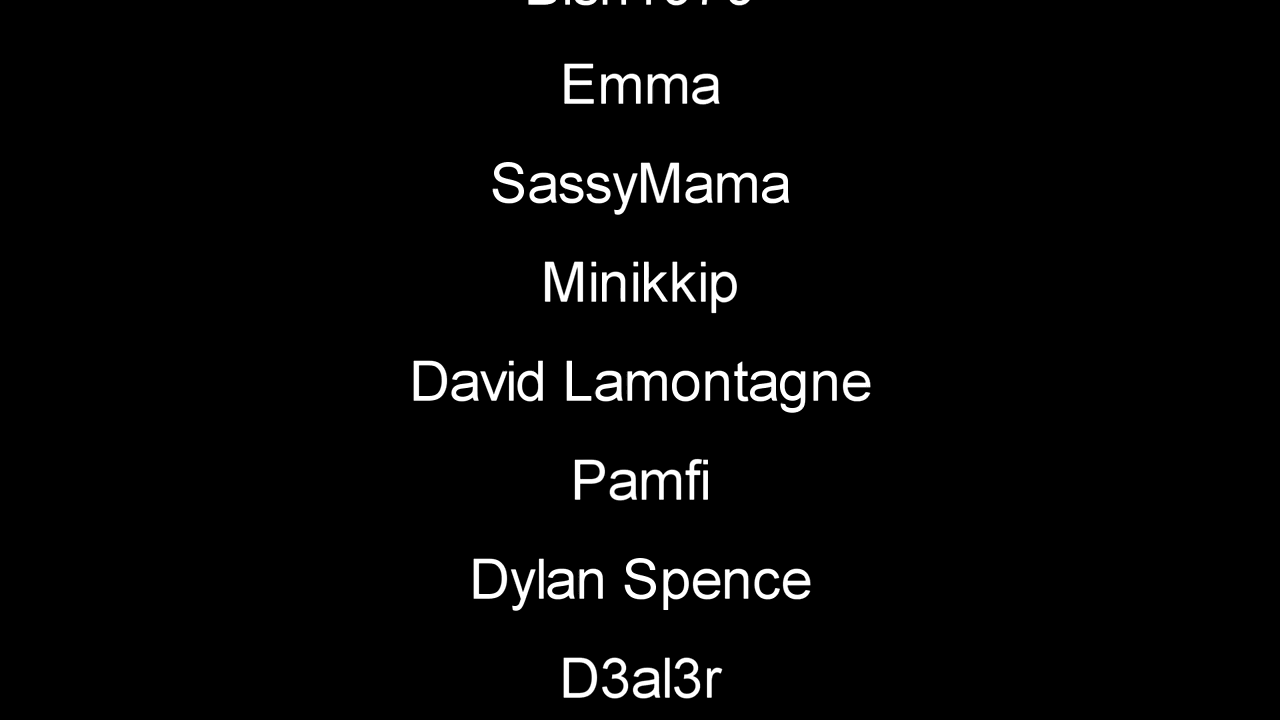 Emma
SassyMama
Minikkip
David Lamontagne
Pamfi
Dylan Spence
D3al3r